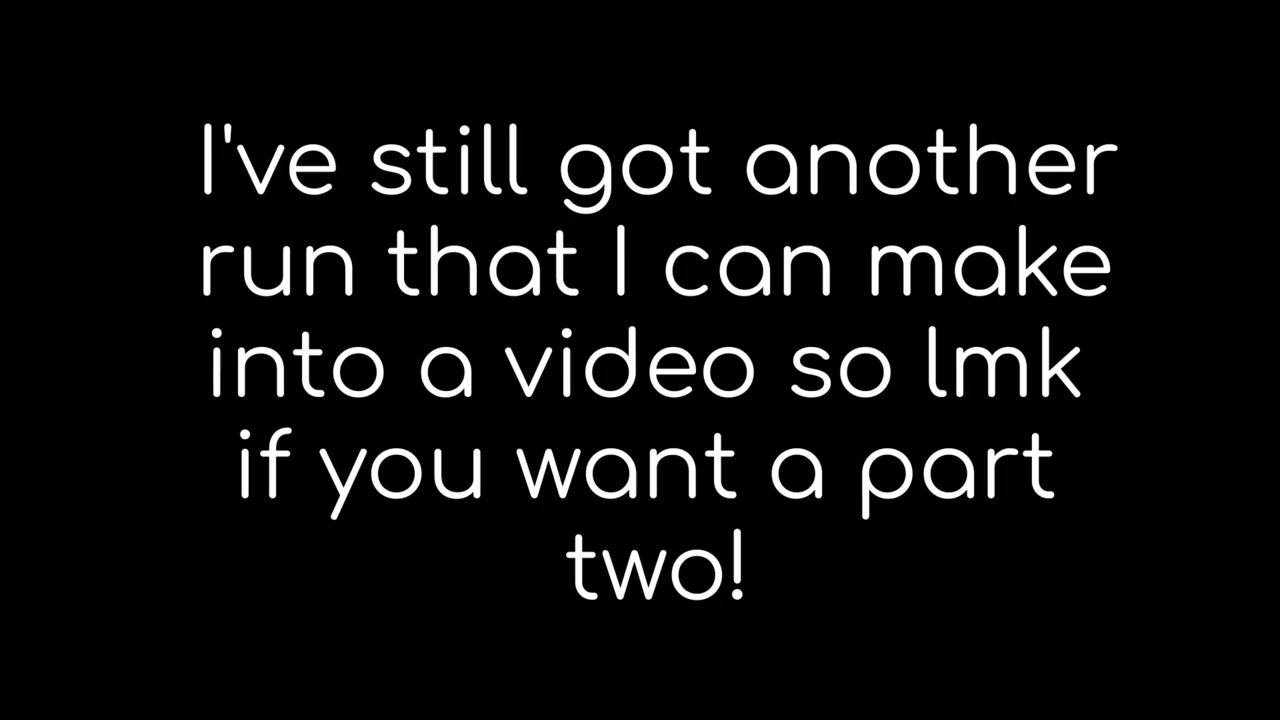 I've still got another
run that I can make
into a video so lmk
if you want a part
two!